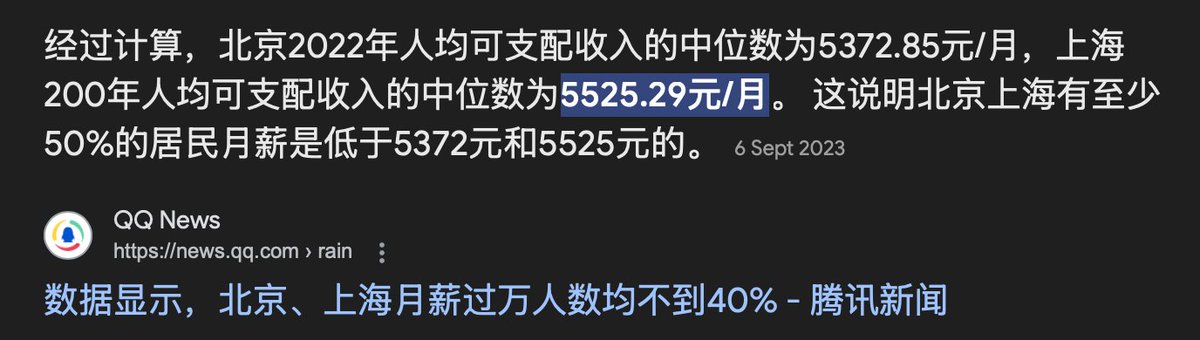 经过计算，北京2022年人均可支配收入的中位数为5372.85元/月，上海
200年人均可支配收入的中位数为5525.29元/月。 这说明北京上海有至少
50%的居民月薪是低于5372元和5525元的。 6 Sept 2023
QQ News
https://news.qq.com › rain
数据显示，北京、上海月薪过万人数均不到40% - 腾讯新闻